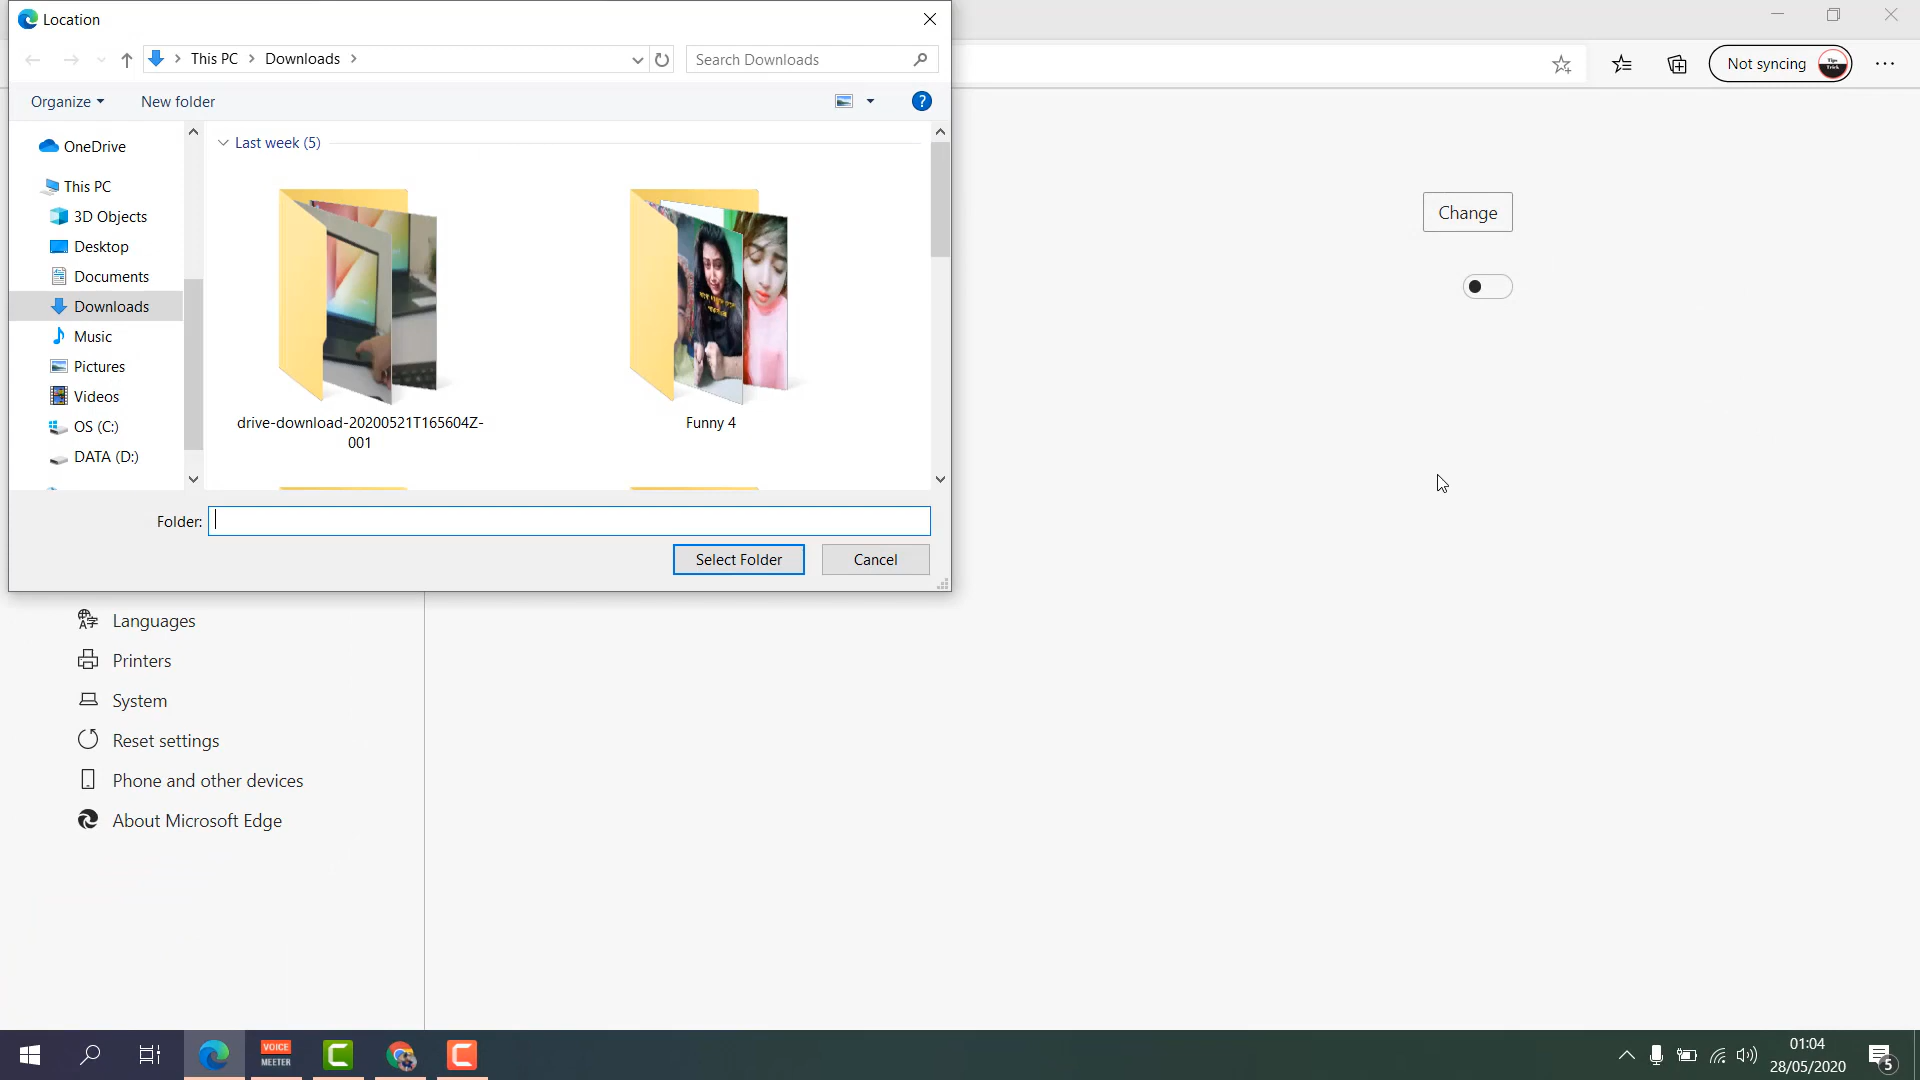 Location
This PC
Downloads
Search Downloads
Not syncing
Organize
New folder
?
Last week (5)
OneDrive
This PC
3D Objects
Desktop
Documents
Downloads
Music
Pictures
Videos
OS (C:)
DATA (D:)
drive-download-20200521T165604Z-
001
Funny 4
Change
Folder:
Select Folder
Cancel
Languages
Printers
System
Reset settings
Phone and other devices
About Microsoft Edge
VOICE
MEETER
01:04
28/05/2020
5